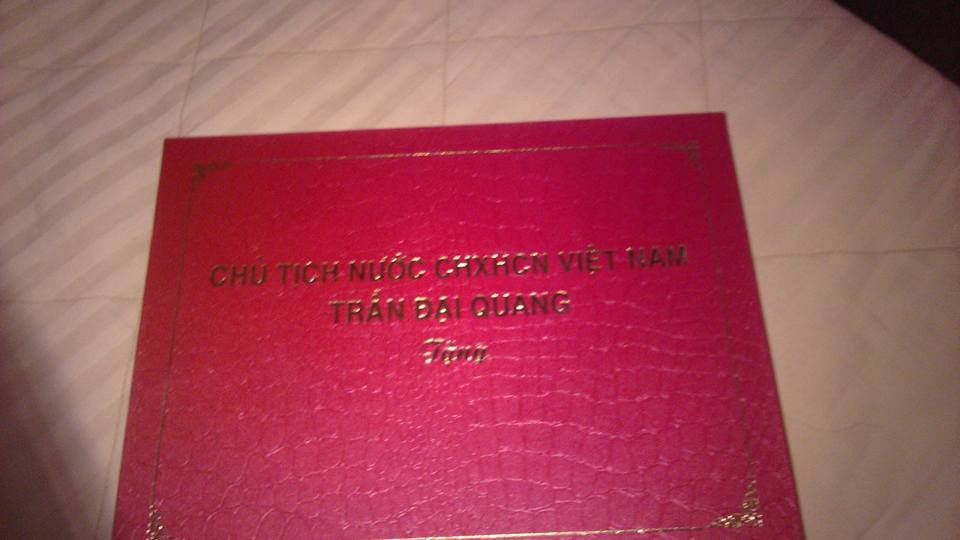 CHỦ TỊCH NƯỚC CHXHCN VIỆT NAM
TRẦN ĐẠI QUANG
Tặng